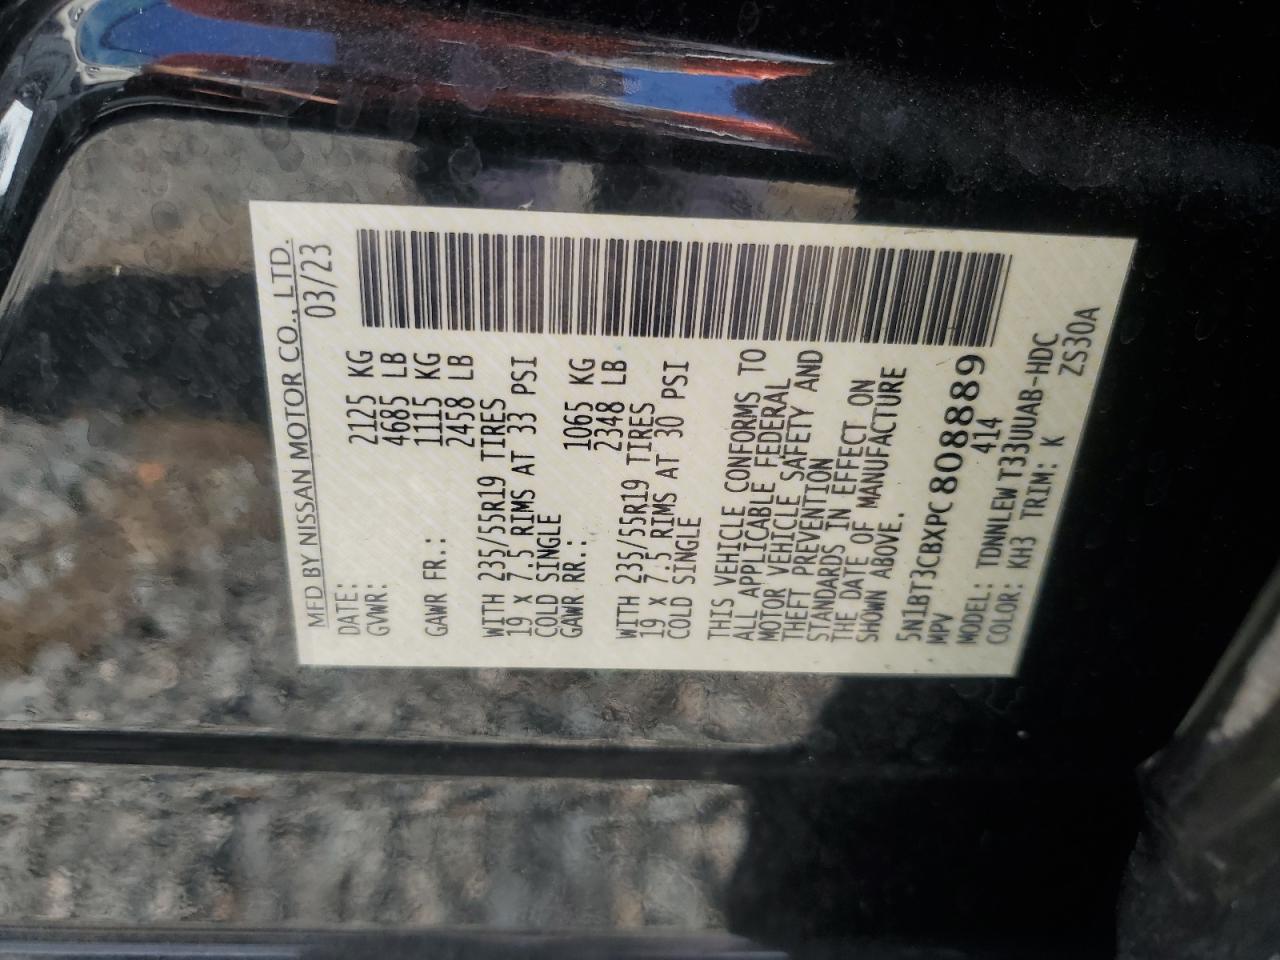 MFD BY NISSAN MOTOR CO., LTD.
DATE: 03/23
GVWR: 2125 KG
4685 LB
GAWR FR.: 1115 KG
2458 LB
WITH 235/55R19 TIRES
19 x 7.5 RIMS AT 33 PSI
COLD SINGLE
GAWR RR.: 1065 KG
2348 LB
WITH 235/55R19 TIRES
19 x 7.5 RIMS AT 30 PSI
COLD SINGLE
THIS VEHICLE CONFORMS TO
ALL APPLICABLE FEDERAL
MOTOR VEHICLE SAFETY AND
THEFT PREVENTION
STANDARDS IN EFFECT ON
THE DATE OF MANUFACTURE
SHOWN ABOVE.
5N1BT3CBXPC 808889
MPV 414
MODEL: TDNNLEW T33UUUAB-HDC
COLOR: KH3 TRIM: K ZS30A